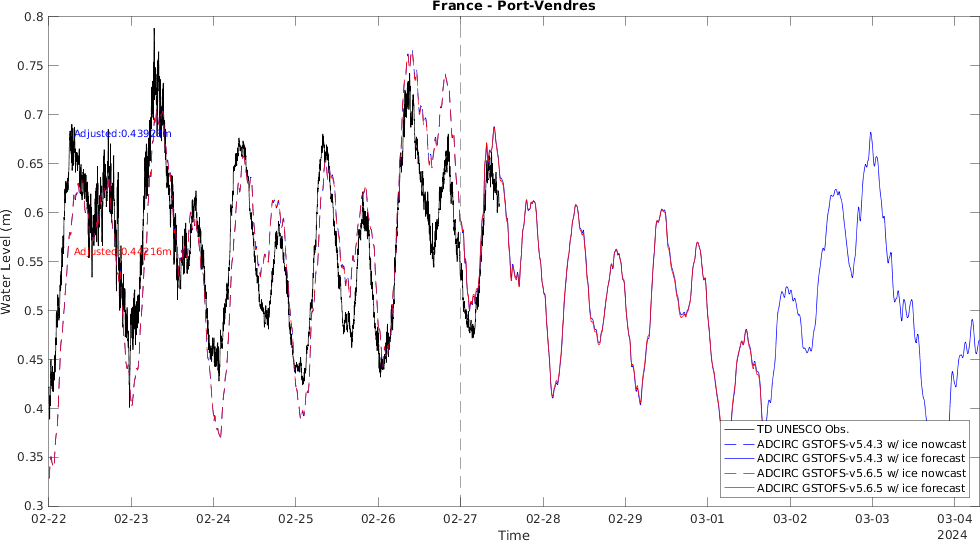 France - Port-Vendres
0.8
0.75
0.7
0.65
0.6
0.55
0.5
0.45
0.4
0.35
0.3
Water Level (m)
Adjusted:0.43928m
Adjusted:0.44216m
TD UNESCO Obs.
ADCIRC GSTOFS-v5.4.3 w/ ice nowcast
ADCIRC GSTOFS-v5.4.3 w/ ice forecast
ADCIRC GSTOFS-v5.6.5 w/ ice nowcast
ADCIRC GSTOFS-v5.6.5 w/ ice forecast
02-22 02-23 02-24 02-25 02-26 02-27 02-28 02-29 03-01 03-02 03-03 03-04
Time
2024